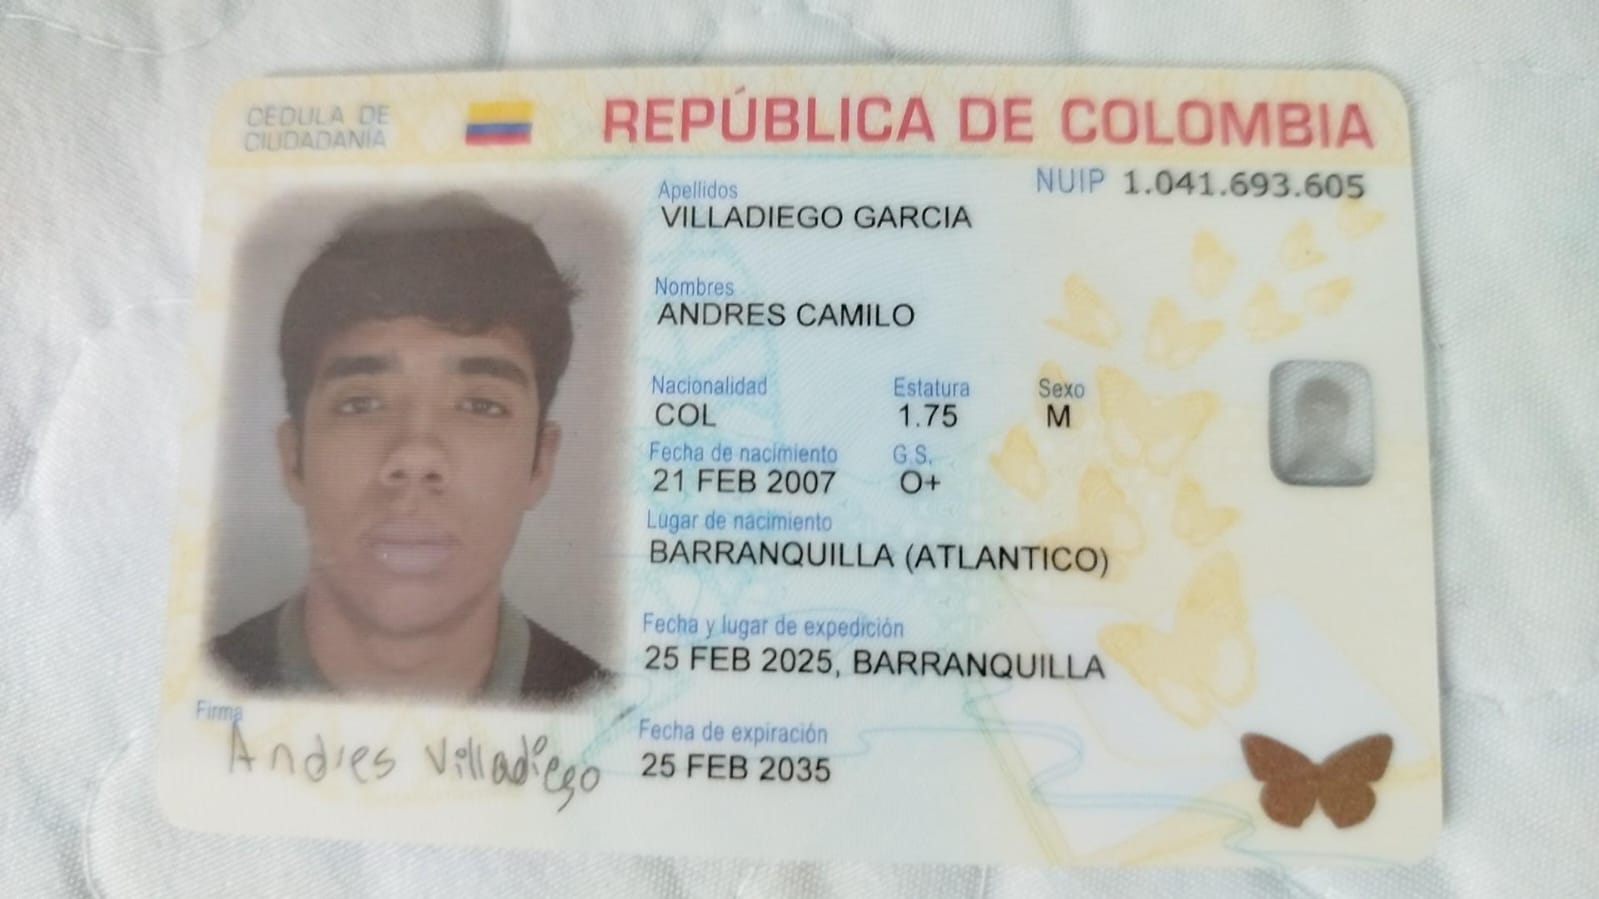 CÉDULA DE
CIUDADANÍA
REPÚBLICA DE COLOMBIA
NUIP 1.041.693.605
Apellidos
VILLADIEGO GARCIA
Nombres
ANDRES CAMILO
Nacionalidad Estatura Sexo
COL 1.75 M
Fecha de nacimiento G.S.
21 FEB 2007 O+
Lugar de nacimiento
BARRANQUILLA (ATLANTICO)
Fecha y lugar de expedición
25 FEB 2025, BARRANQUILLA
Firma
Andres Villadiego
Fecha de expiración
25 FEB 2035